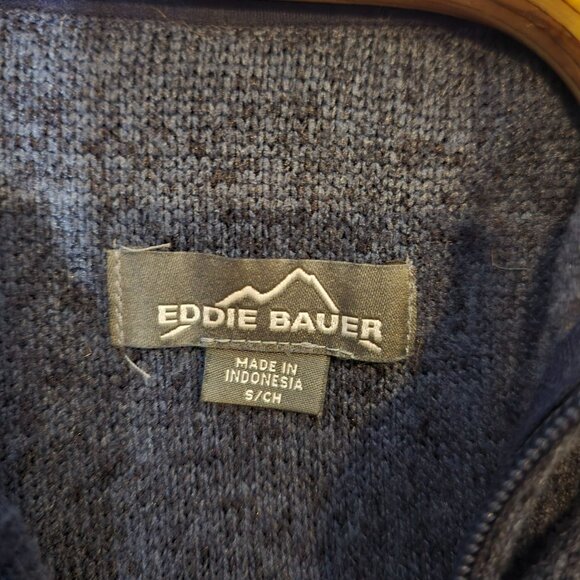 EDDIE BAUER
MADE IN
INDONESIA
S/CH